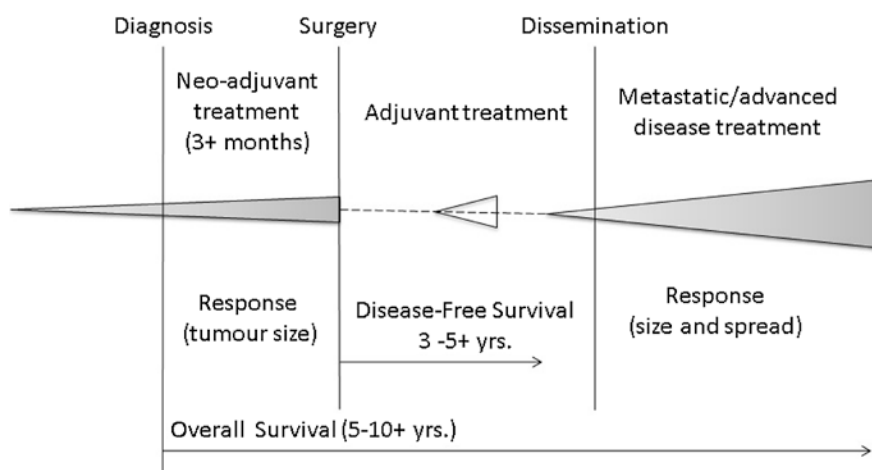 Diagnosis
Surgery
Dissemination
Neo-adjuvant
treatment
(3+ months)
Adjuvant treatment
Metastatic/advanced
disease treatment
Response
(tumour size)
Disease-Free Survival
3 -5+ yrs.
Response
(size and spread)
Overall Survival (5-10+ yrs.)